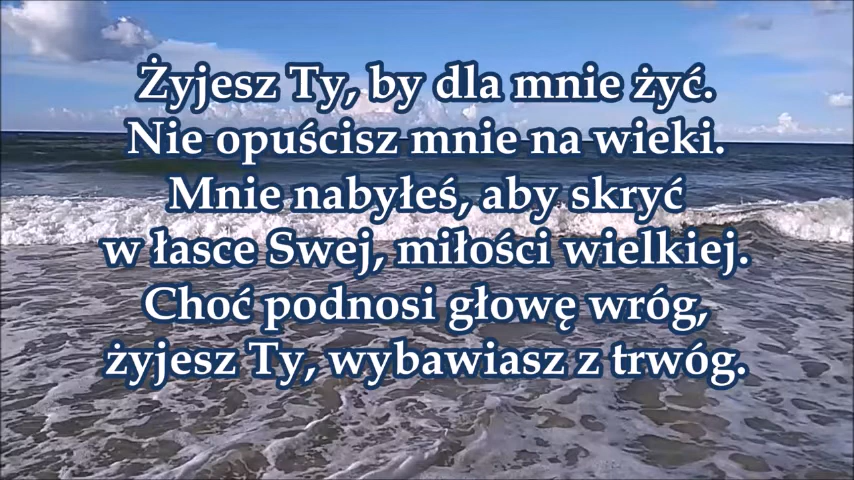 Żyjesz Ty, by dla mnie żyć.
Nie opuścisz mnie na wieki.
Mnie nabyłeś, aby skryć
w łasce Swej, miłości wielkiej.
Choć podnosi głowę wróg,
żyjesz Ty, wybawiasz z trwóg.